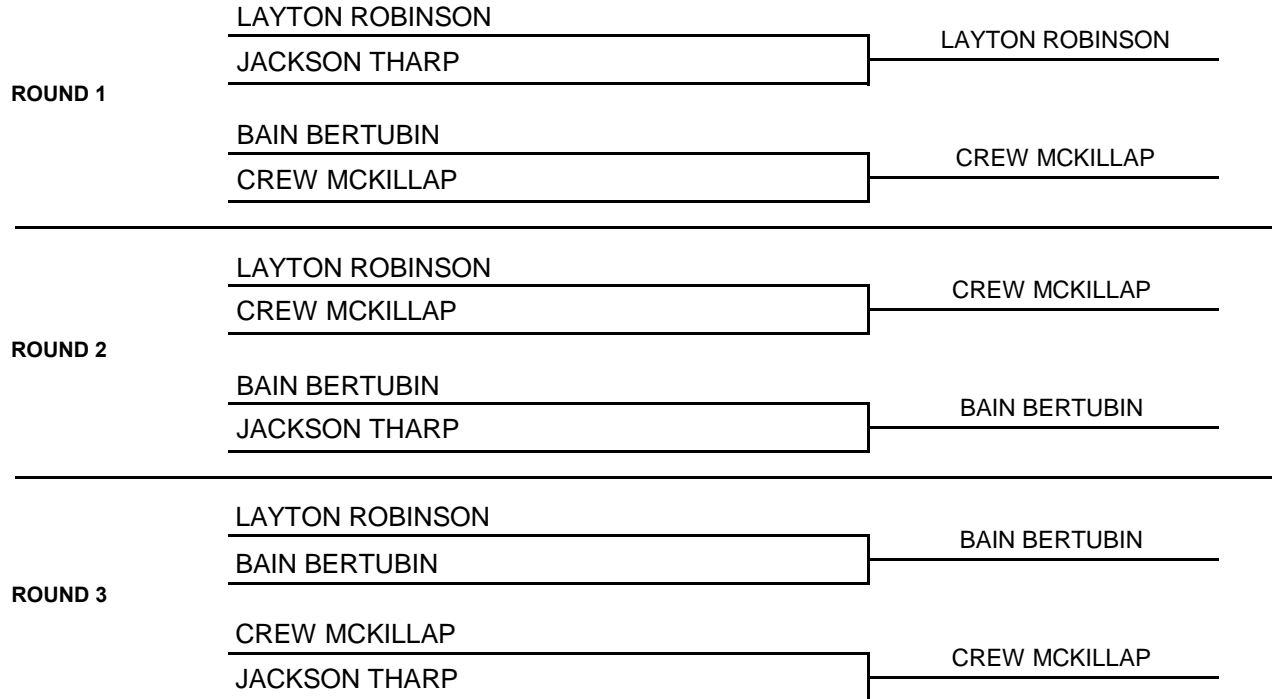 LAYTON ROBINSON
JACKSON THARP
LAYTON ROBINSON
ROUND 1
BAIN BERTUBIN
CREW MCKILLAP
CREW MCKILLAP
LAYTON ROBINSON
CREW MCKILLAP
CREW MCKILLAP
ROUND 2
BAIN BERTUBIN
JACKSON THARP
BAIN BERTUBIN
LAYTON ROBINSON
BAIN BERTUBIN
BAIN BERTUBIN
ROUND 3
CREW MCKILLAP
JACKSON THARP
CREW MCKILLAP